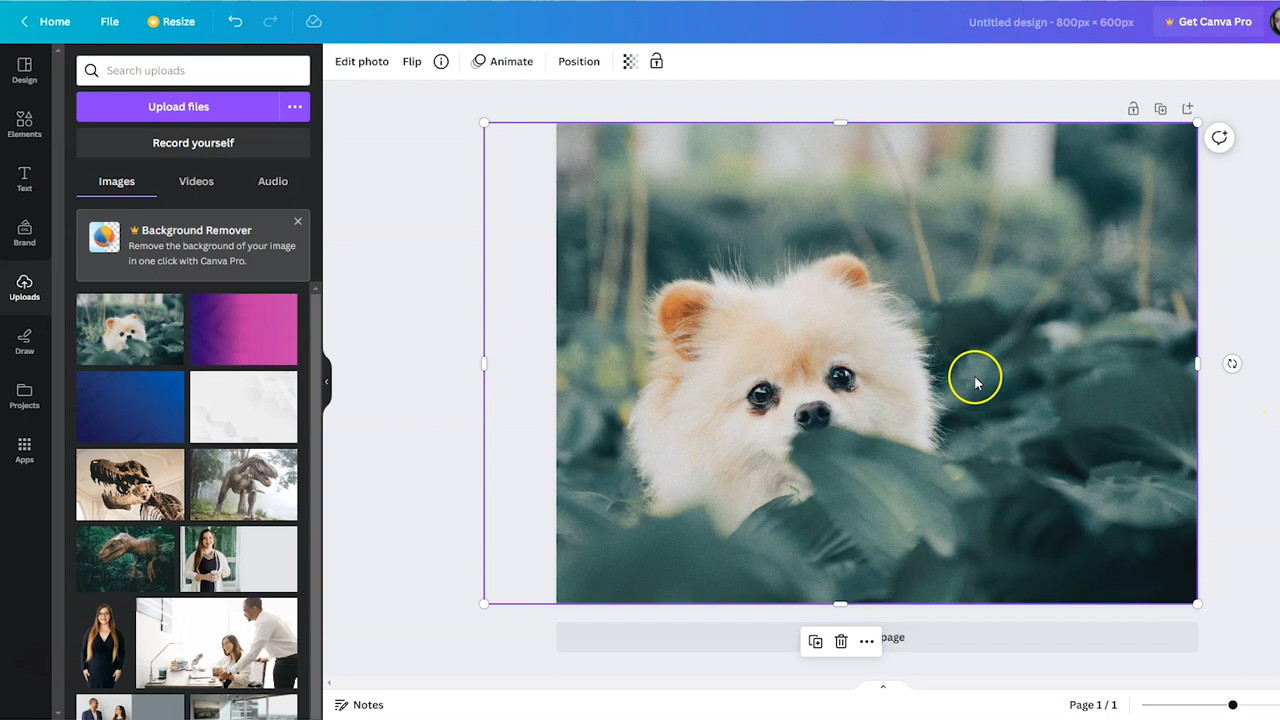 Home
File
Resize
Untitled design - 800px × 600px
Get Canva Pro
Design
Elements
Text
Brand
Uploads
Draw
Projects
Apps
Search uploads
Upload files
Record yourself
Images
Videos
Audio
Background Remover
Remove the background of your image
in one click with Canva Pro.
Edit photo
Flip
Animate
Position
page
Notes
Page 1 / 1